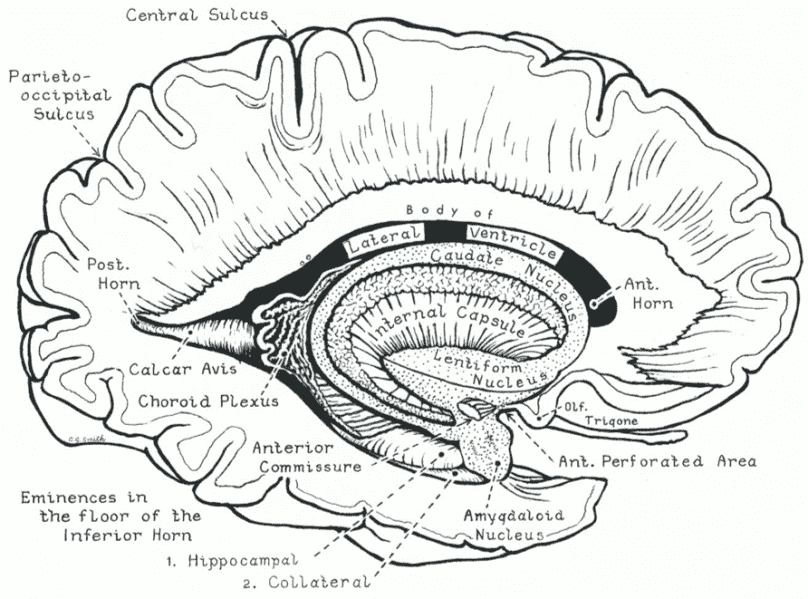 Central Sulcus
Parieto-
occipital
Sulcus
Body of
Lateral Ventricle
Caudate Nucleus
Post.
Horn
Ant.
Horn
Internal Capsule
Lentiform
Nucleus
Calcar Avis
Choroid Plexus
Olf.
Trigone
Anterior
Commissure
Ant. Perforated Area
C.G. Smith
Eminences in
the floor of the
Inferior Horn
Amygdaloid
Nucleus
1. Hippocampal
2. Collateral